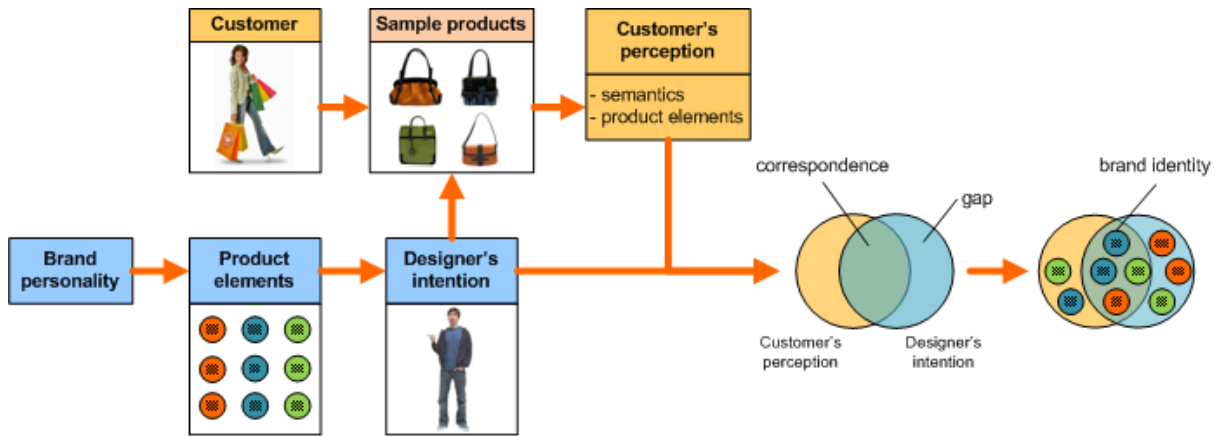 Customer
Sample products
Customer's
perception
- semantics
- product elements
correspondence
gap
brand identity
Brand
personality
Product
elements
Designer's
intention
Customer's
perception
Designer's
intention